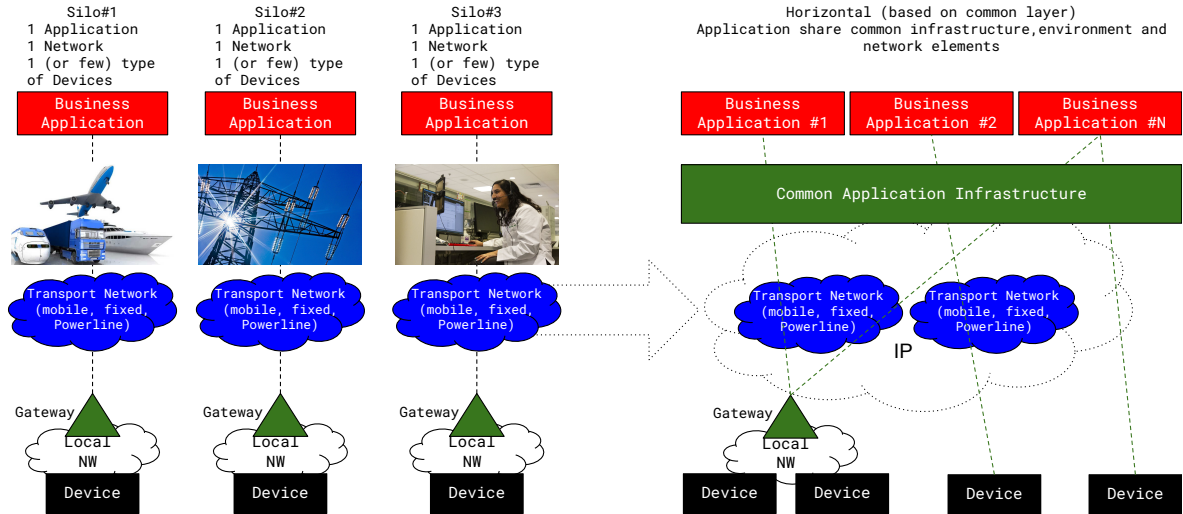 Silo#1
1 Application
1 Network
1 (or few) type
of Devices
Business
Application
Transport Network
(mobile, fixed,
Powerline)
Gateway
Local
NW
Device
Silo#2
1 Application
1 Network
1 (or few) type
of Devices
Business
Application
Transport Network
(mobile, fixed,
Powerline)
Gateway
Local
NW
Device
Silo#3
1 Application
1 Network
1 (or few) type
of Devices
Business
Application
Transport Network
(mobile, fixed,
Powerline)
Gateway
Local
NW
Device
Horizontal (based on common layer)
Application share common infrastructure,environment and
network elements
Business
Application #1
Business
Application #2
Business
Application #N
Common Application Infrastructure
Transport Network
(mobile, fixed,
Powerline)
Transport Network
(mobile, fixed,
Powerline)
IP
Gateway
Local
NW
Device
Device
Device
Device